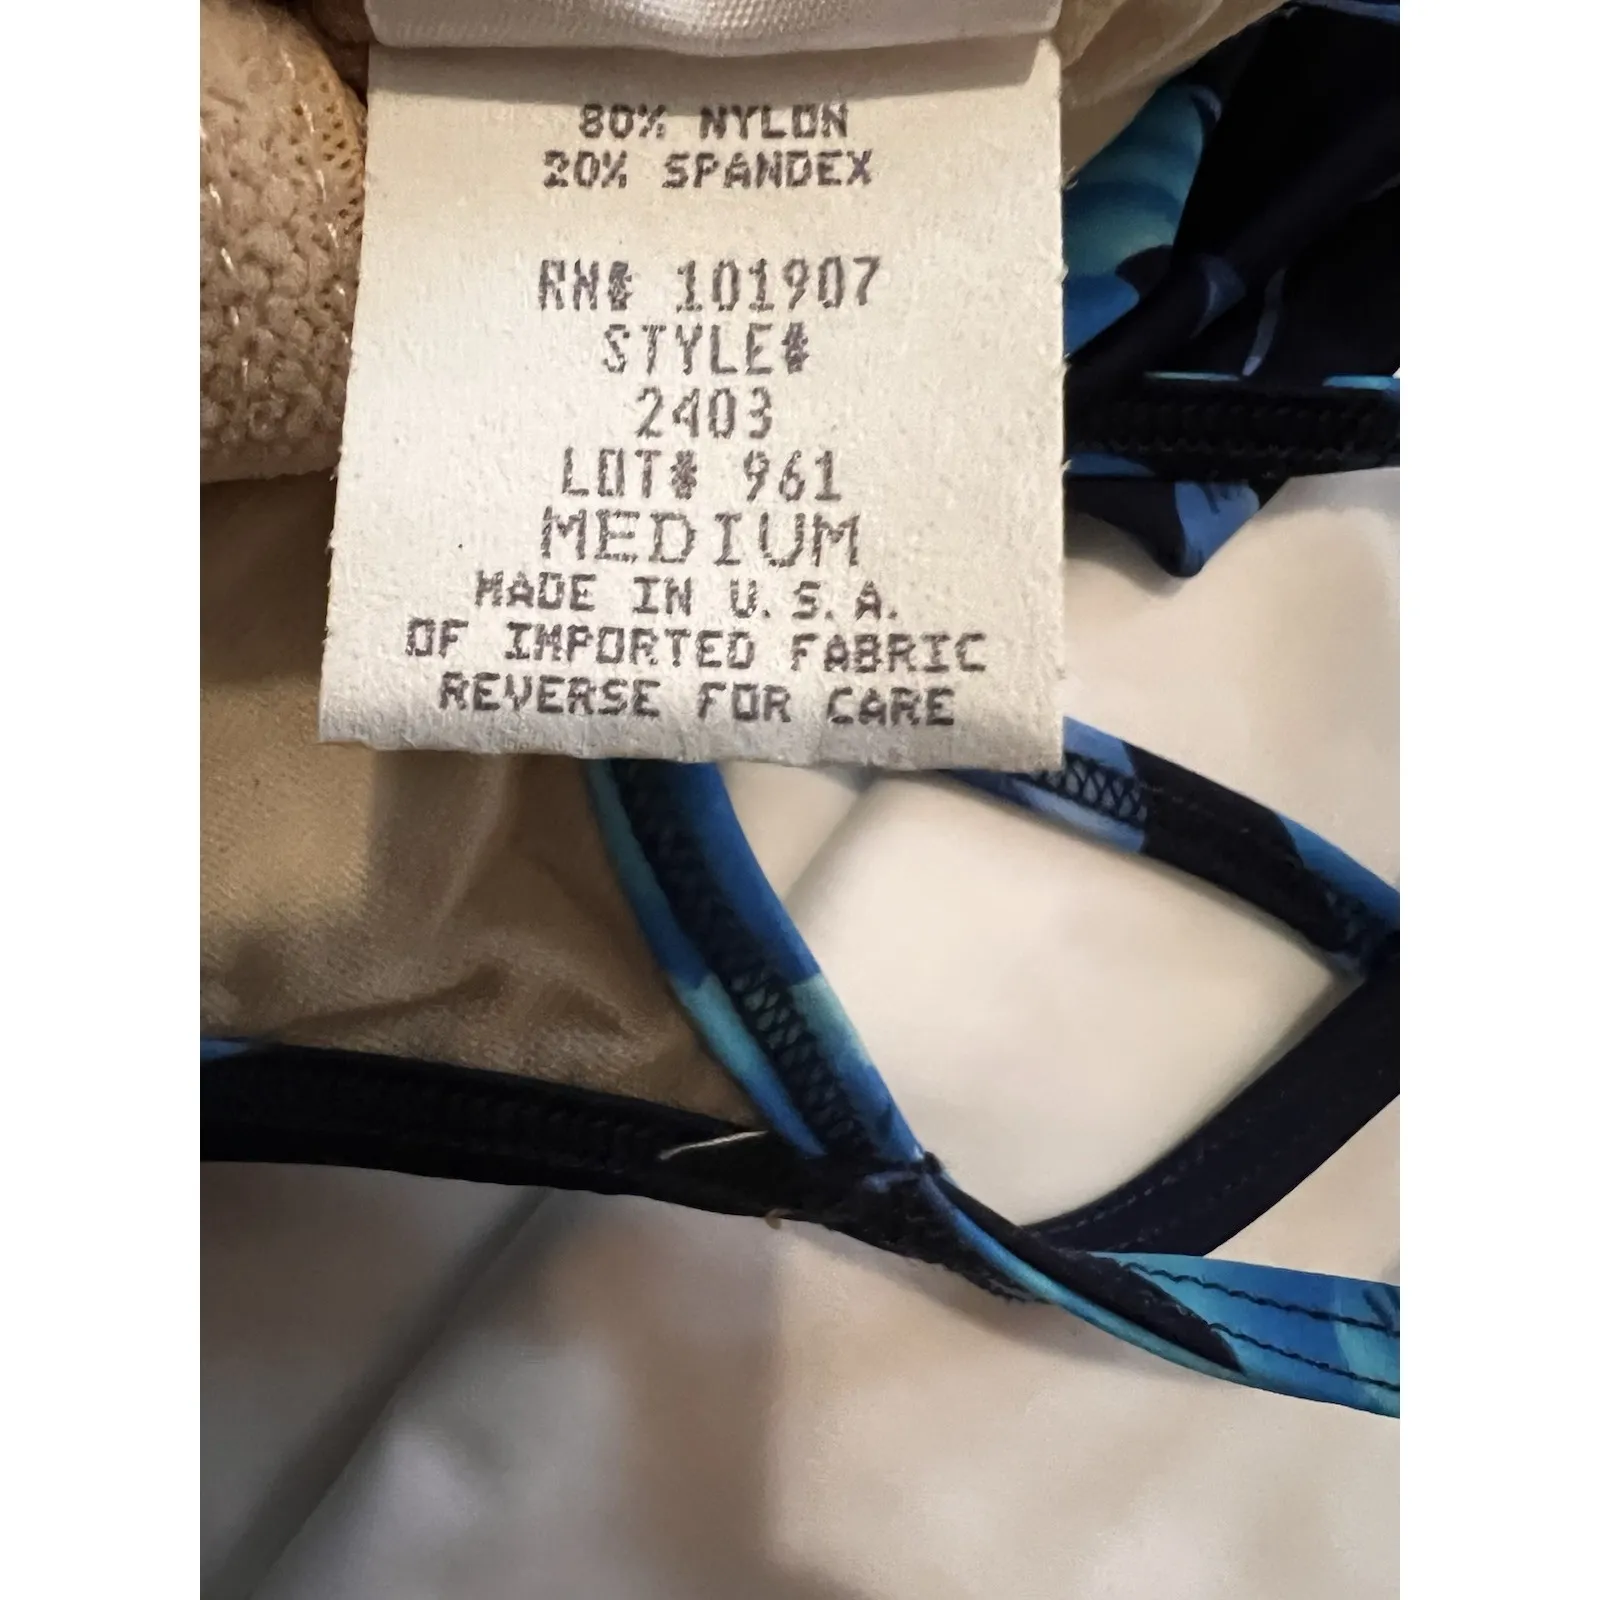 80% NYLON
20% SPANDEX
RN# 101907
STYLE#
2403
LOT# 961
MEDIUM
MADE IN U.S.A.
OF IMPORTED FABRIC
REVERSE FOR CARE